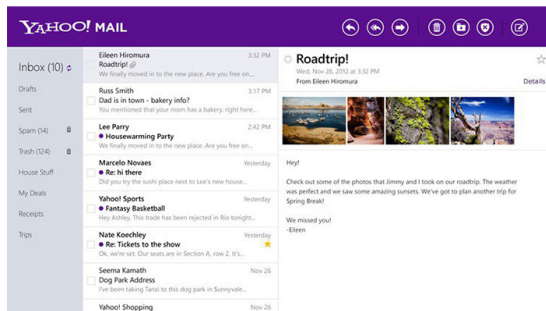 YAHOO! MAIL
Inbox (10)
Drafts
Sent
Spam (14)
Trash (124)
House Stuff
My Deals
Receipts
Trips
Eileen Hiromura 3:32 PM
Roadtrip!
We finally moved in to the new place. Are you free on...
Russ Smith 3:17 PM
Dad is in town - bakery info?
You mentioned that your mom has a bakery, right here...
Lee Parry 2:42 PM
Housewarming Party
We finally moved in to the new place. Are you free on...
Marcelo Novaes Yesterday
Re: hi there
Did you try the sushi place next to Lee's new house...
Yahoo! Sports Yesterday
Fantasy Basketball
Hey Ashley, This trade has been rejected in Rio tonight...
Nate Koechley Yesterday
Re: Tickets to the show
Ok, we're set. Our seats are in Section A, row 2. It's...
Seema Kamath Nov 26
Dog Park Address
I've been taking Tanzi to this dog park in Sunnyvale...
Yahoo! Shopping Nov 26
Roadtrip!
Wed, Nov 28, 2012 at 3:32 PM
From Eileen Hiromura Details
Hey!
Check out some of the photos that Jimmy and I took on our roadtrip. The weather
was perfect and we saw some amazing sunsets. We've got to plan another trip for
Spring Break!
We missed you!
-Eileen